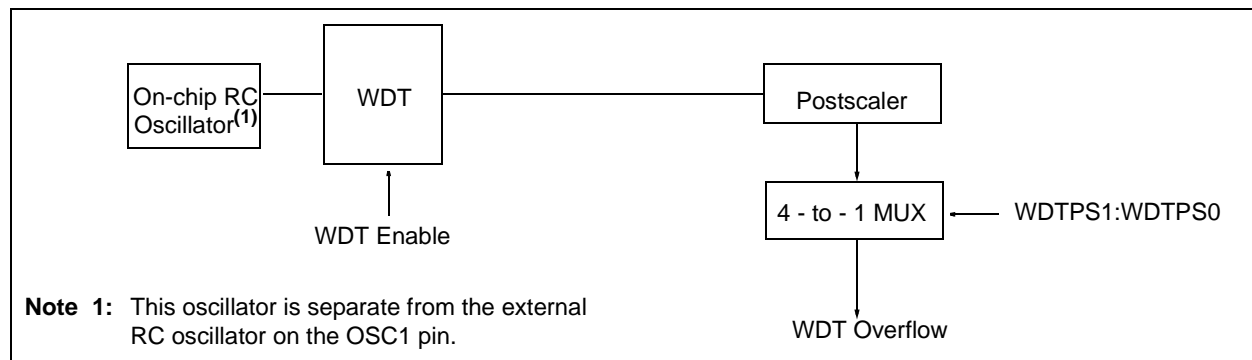 On-chip RC
Oscillator(1)
WDT
Postscaler
4 - to - 1 MUX
WDTPS1:WDTPS0
WDT Enable
WDT Overflow
Note 1: This oscillator is separate from the external
RC oscillator on the OSC1 pin.